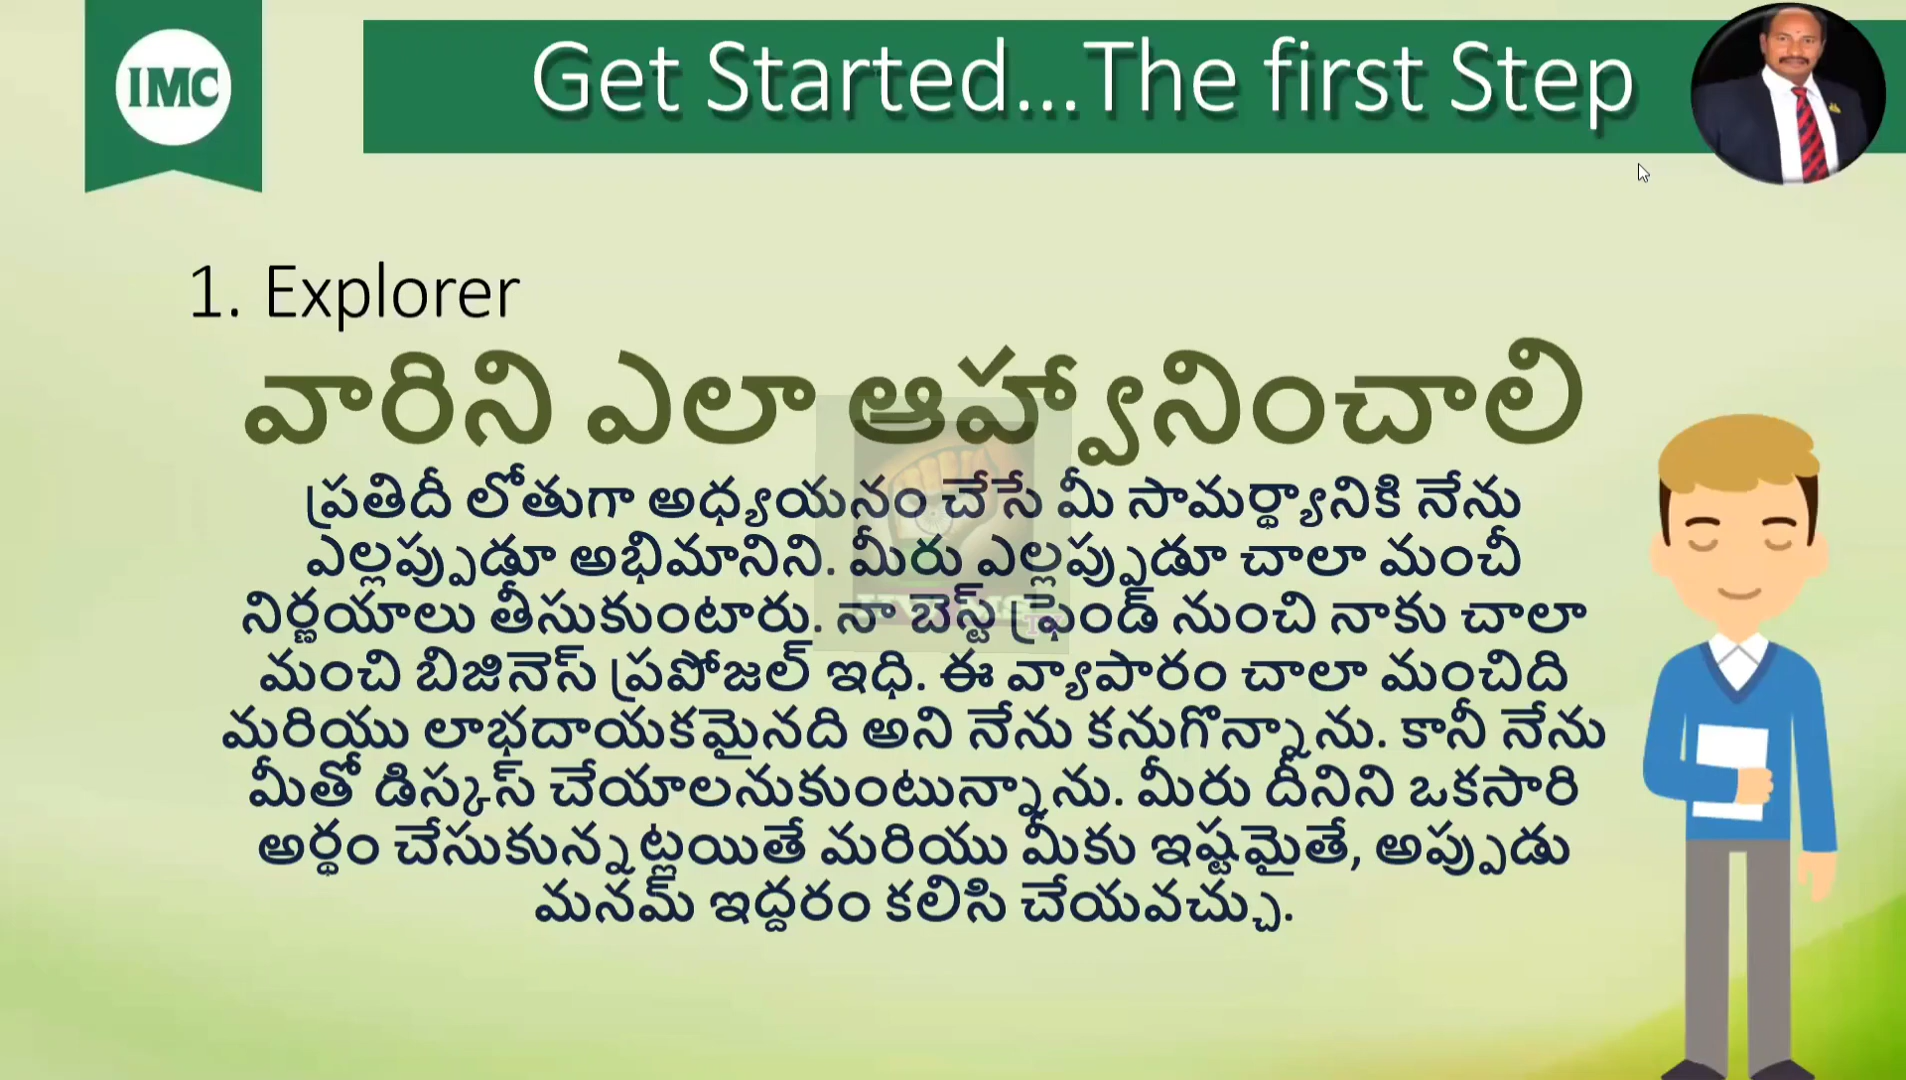 IMC
Get Started...The first Step
1. Explorer
వారిని ఎలా ఆహ్వానించాలి
ప్రతిదీ లోతుగా అధ్యయనం చేసే మీ సామర్థ్యానికి నేను
ఎల్లప్పుడూ అభిమానిని. మీరు ఎల్లప్పుడూ చాలా మంచీ
నిర్ణయాలు తీసుకుంటారు. నా బెస్ట్ ఫ్రెండ్ నుంచి నాకు చాలా
మంచి బిజినెస్ ప్రపోజల్ ఇధి. ఈ వ్యాపారం చాలా మంచిది
మరియు లాభదాయకమైనది అని నేను కనుగొన్నాను. కానీ నేను
మీతో డిస్కస్ చేయాలనుకుంటున్నాను. మీరు దీనిని ఒకసారి
అర్థం చేసుకున్నట్లయితే మరియు మీకు ఇష్టమైతే, అప్పుడు
మనమ్ ఇద్దరం కలిసి చేయవచ్చు.